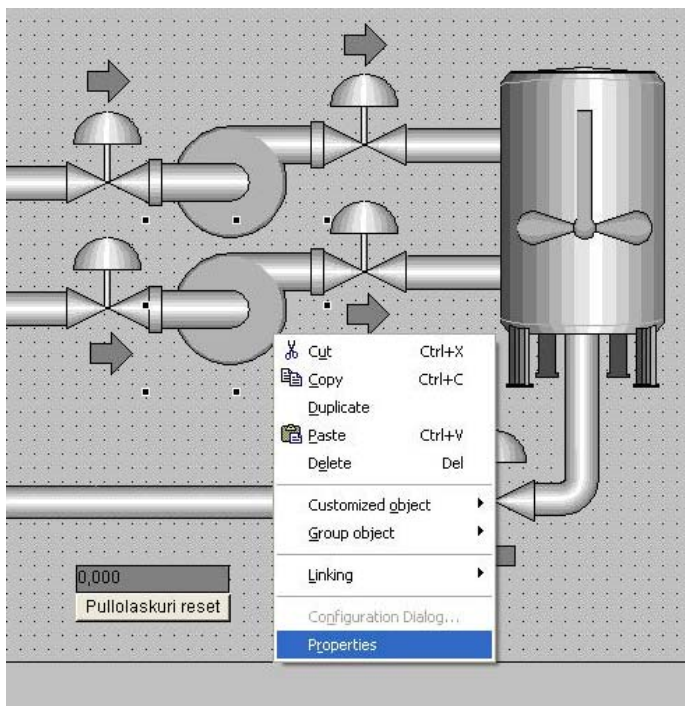 Cut Ctrl+X
Copy Ctrl+C
Duplicate
Paste Ctrl+V
Delete Del
Customized object
Group object
Linking
Configuration Dialog...
Properties
0,000
Pullolaskuri reset